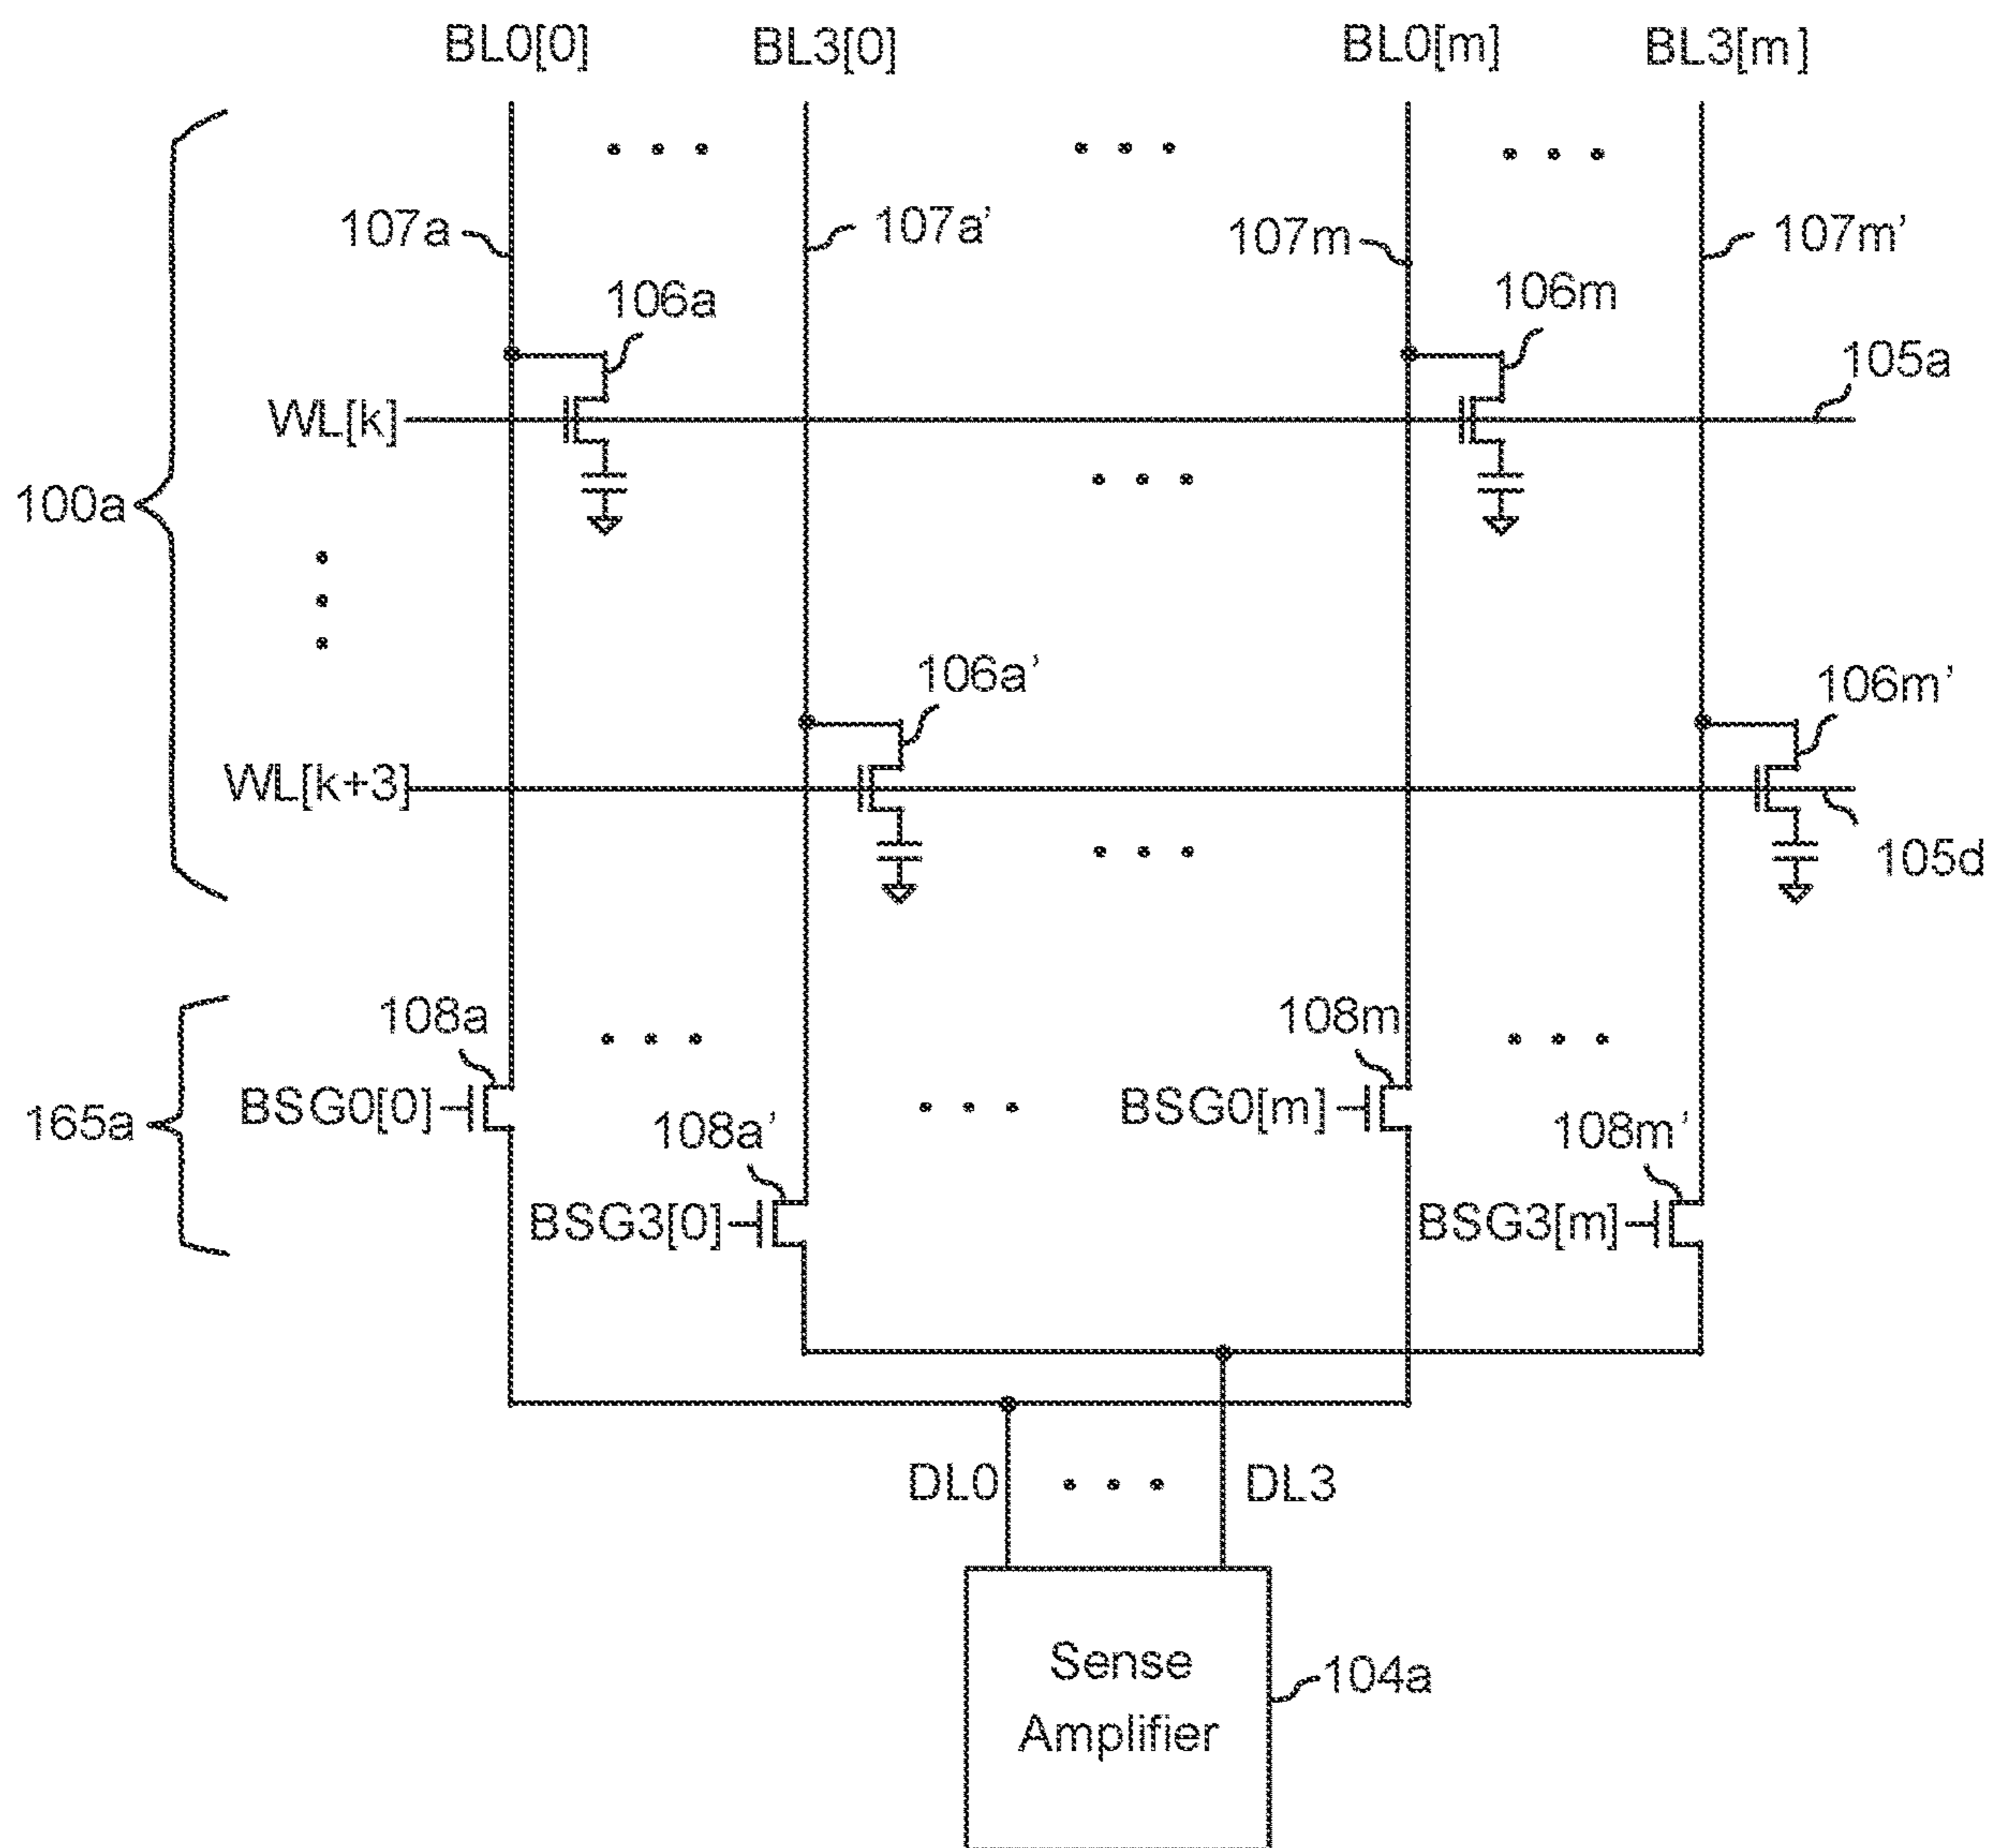 BL0[0] BL3[0] BL0[m] BL3[m]
107a 107a’ 107m 107m’
106a 106m
105a
WL[k]
100a
106a’ 106m’
WL[k+3]
105d
108a 108m
BSG0[0] BSG0[m]
165a 108a’ 108m’
BSG3[0] BSG3[m]
DL0 DL3
Sense
104a
Amplifier